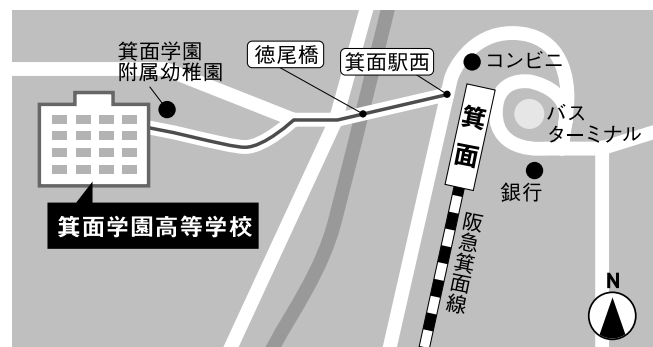 箕面学園
附属幼稚園
徳尾橋
箕面駅西
コンビニ
バス
ターミナル
箕面
銀行
箕面学園高等学校
阪急箕面線
N